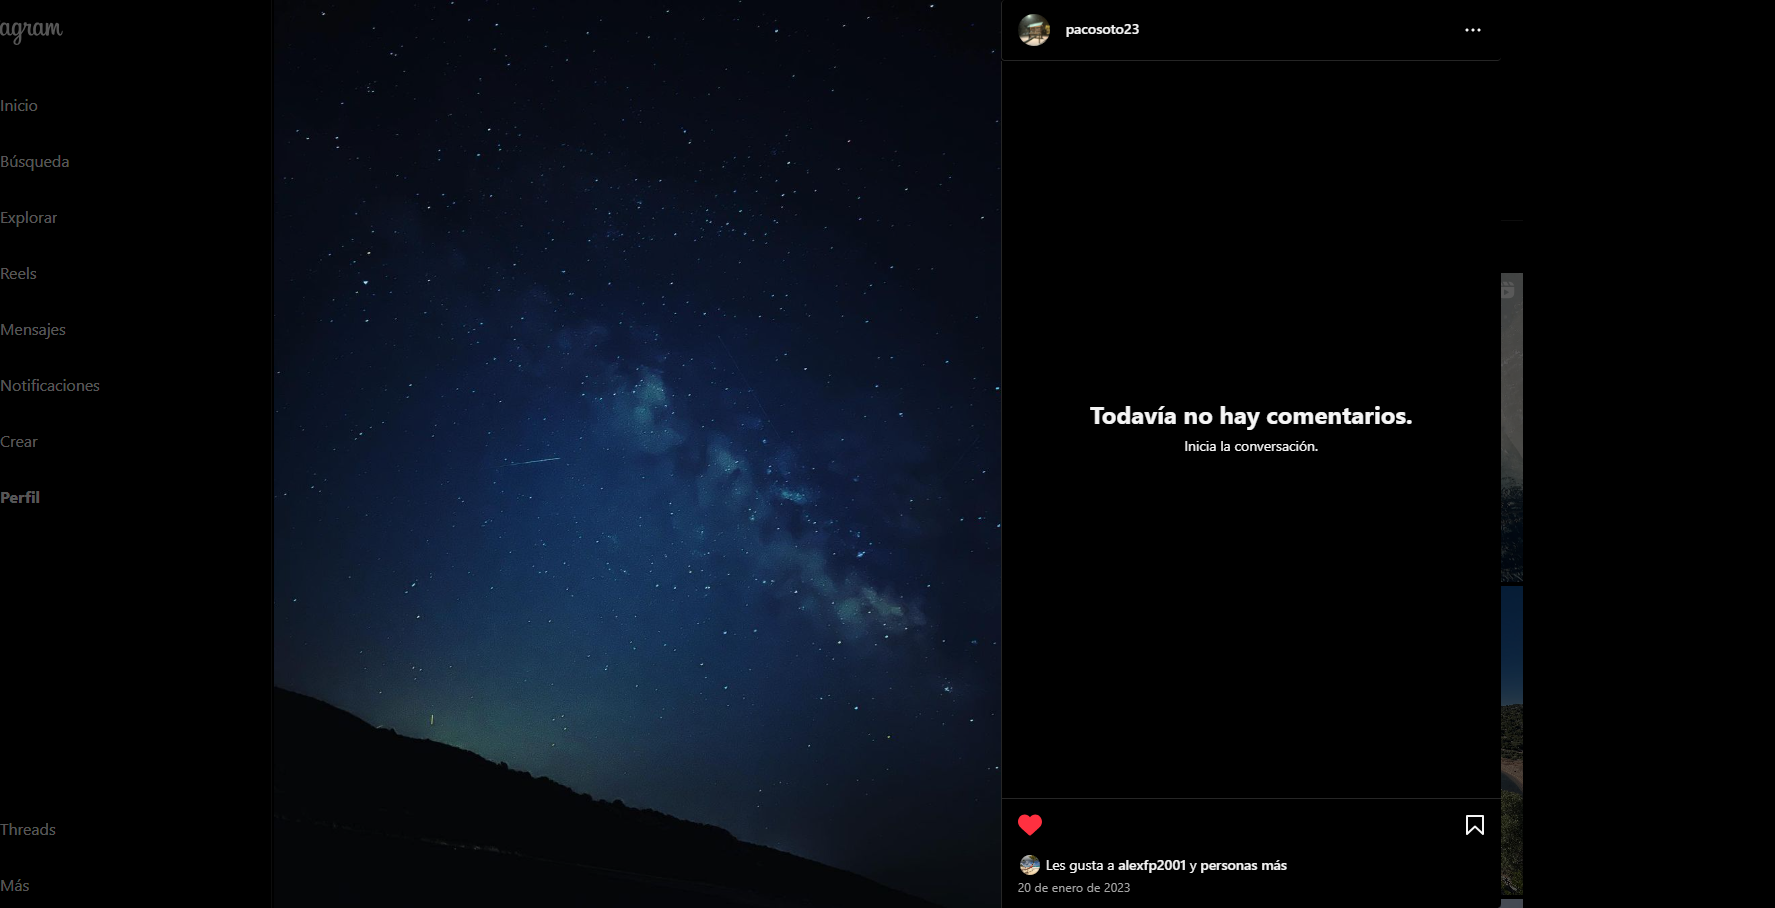 agram
Inicio
Búsqueda
Explorar
Reels
Mensajes
Notificaciones
Crear
Perfil
Threads
Más
pacosoto23
Todavía no hay comentarios.
Inicia la conversación.
Les gusta a alexfp2001 y personas más
20 de enero de 2023